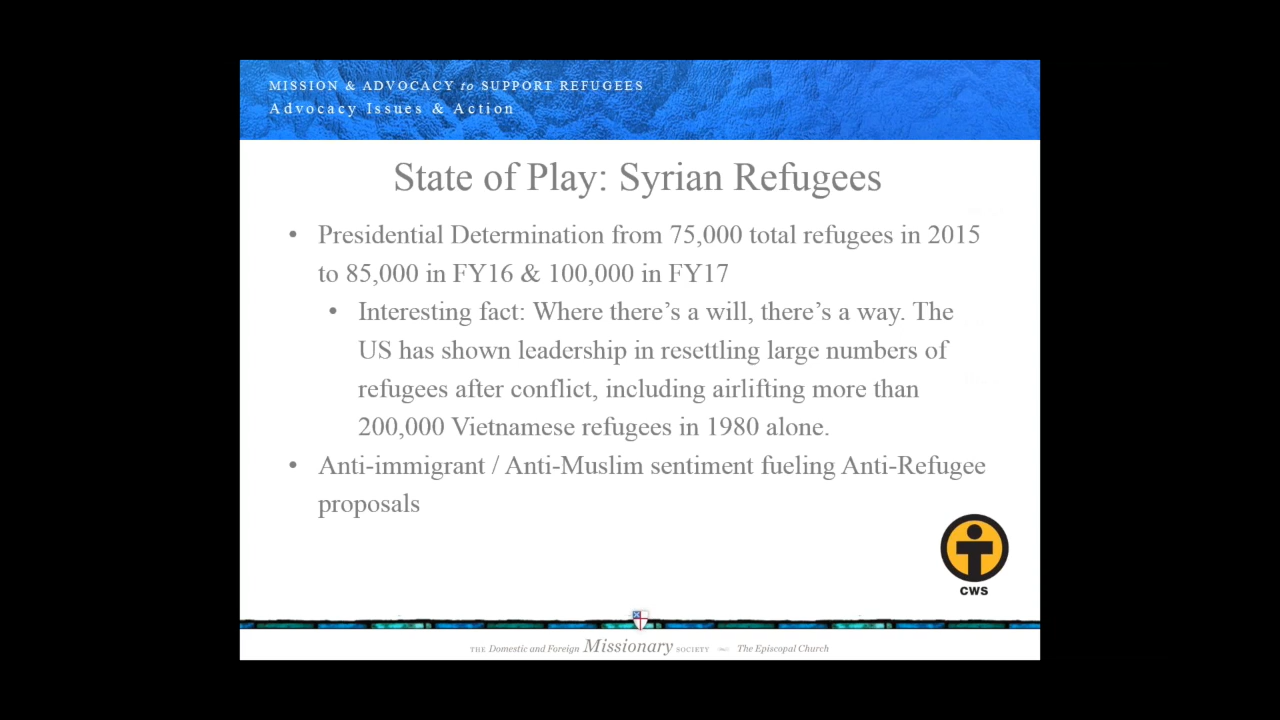 MISSION & ADVOCACY to SUPPORT REFUGEES
Advocacy Issues & Action
State of Play: Syrian Refugees
• Presidential Determination from 75,000 total refugees in 2015
to 85,000 in FY16 & 100,000 in FY17
• Interesting fact: Where there’s a will, there’s a way. The
US has shown leadership in resettling large numbers of
refugees after conflict, including airlifting more than
200,000 Vietnamese refugees in 1980 alone.
• Anti-immigrant / Anti-Muslim sentiment fueling Anti-Refugee
proposals
CWS
THE Domestic and Foreign Missionary SOCIETY The Episcopal Church